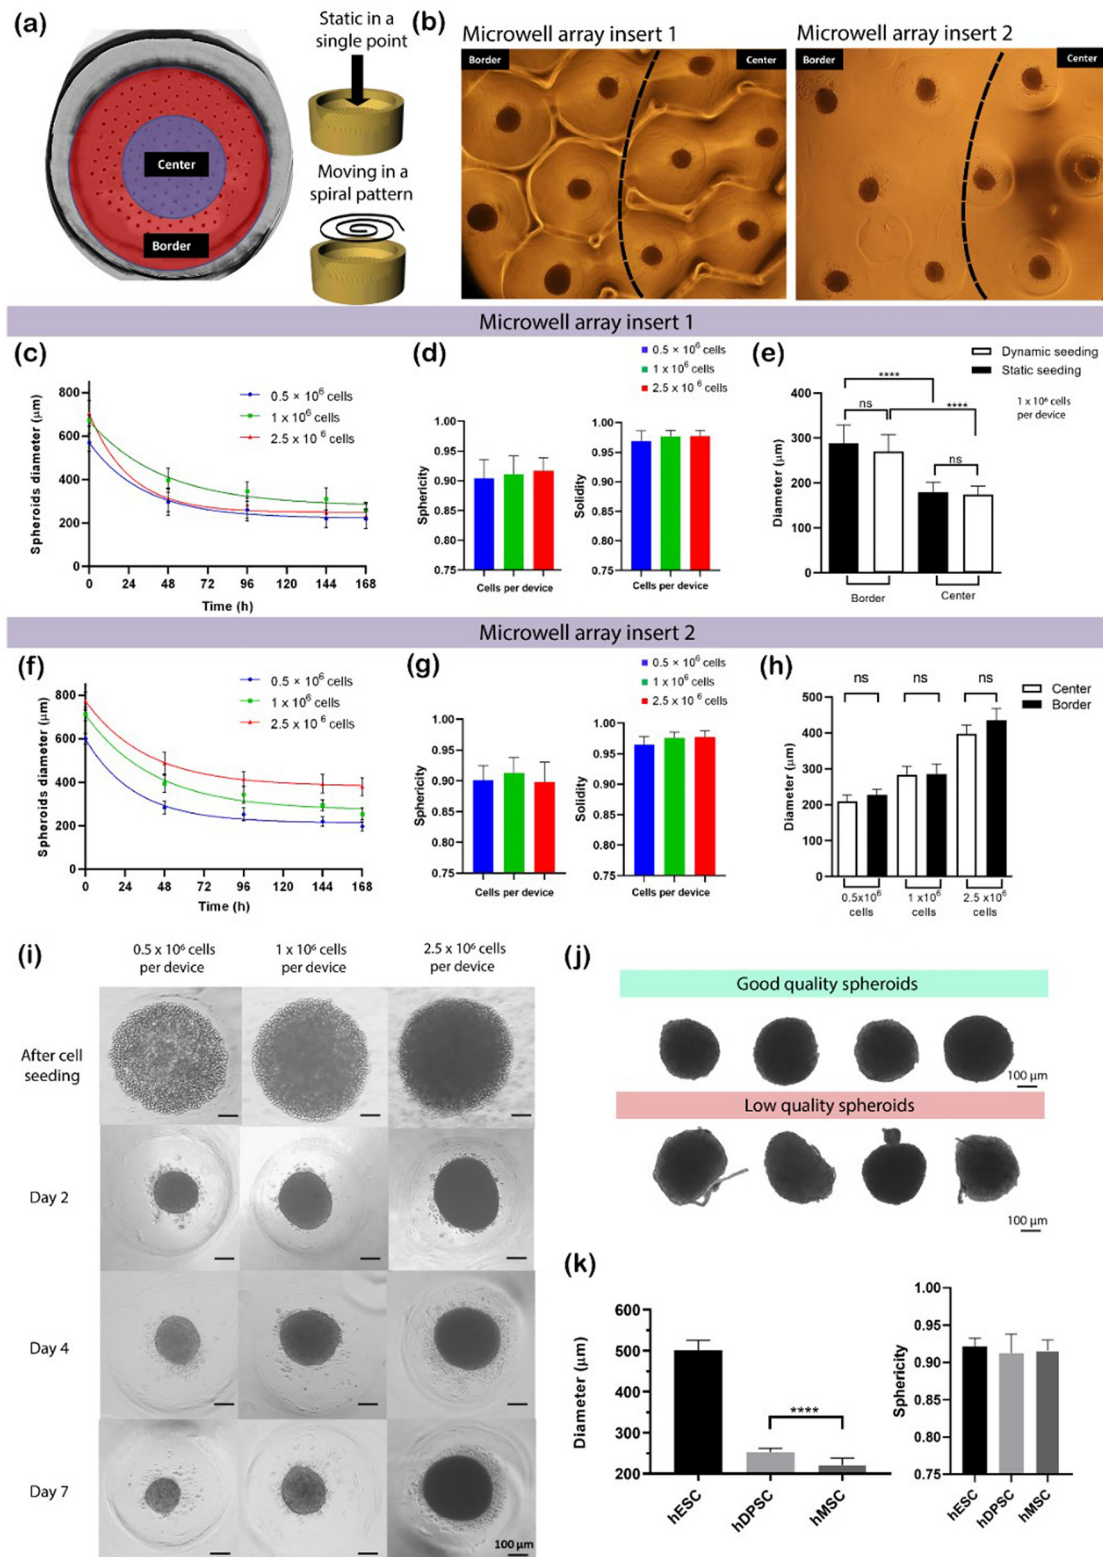 (a)
Static in a
single point
Moving in a
spiral pattern
Center
Border
(b)
Microwell array insert 1
Border
Center
Microwell array insert 2
Border
Center
Microwell array insert 1
(c)
Spheroids diameter (μm)
800
600
400
200
0
0 24 48 72 96 120 144 168
Time (h)
0.5 × 10⁶ cells
1 x 10⁶ cells
2.5 x 10⁶ cells
(d)
0.5 × 10⁶ cells
1 x 10⁶ cells
2.5 x 10⁶ cells
Sphericity
1.00
0.95
0.90
0.85
0.80
0.75
Cells per device
Solidity
1.00
0.95
0.90
0.85
0.80
0.75
Cells per device
(e)
Dynamic seeding
Static seeding
1 x 10⁶ cells
per device
Diameter (μm)
400
300
200
100
0
****
ns
****
ns
Border
Center
Microwell array insert 2
(f)
Spheroids diameter (μm)
800
600
400
200
0
0 24 48 72 96 120 144 168
Time (h)
0.5 × 10⁶ cells
1 x 10⁶ cells
2.5 x 10⁶ cells
(g)
0.5 × 10⁶ cells
1 x 10⁶ cells
2.5 x 10⁶ cells
Sphericity
1.00
0.95
0.90
0.85
0.80
0.75
Cells per device
Solidity
1.00
0.95
0.90
0.85
0.80
0.75
Cells per device
(h)
ns ns ns
Center
Border
Diameter (μm)
500
400
300
200
100
0
0.5x10⁶
cells
1x10⁶
cells
2.5 x10⁶
cells
(i)
0.5 x 10⁶ cells
per device
1 x 10⁶ cells
per device
2.5 x 10⁶ cells
per device
After cell
seeding
Day 2
Day 4
Day 7
100 μm
(j)
Good quality spheroids
100 μm
Low quality spheroids
100 μm
(k)
Diameter (μm)
600
500
400
300
250
200
****
hESC
hDPSC
hMSC
Sphericity
1.00
0.95
0.90
0.85
0.80
0.75
hESC
hDPSC
hMSC